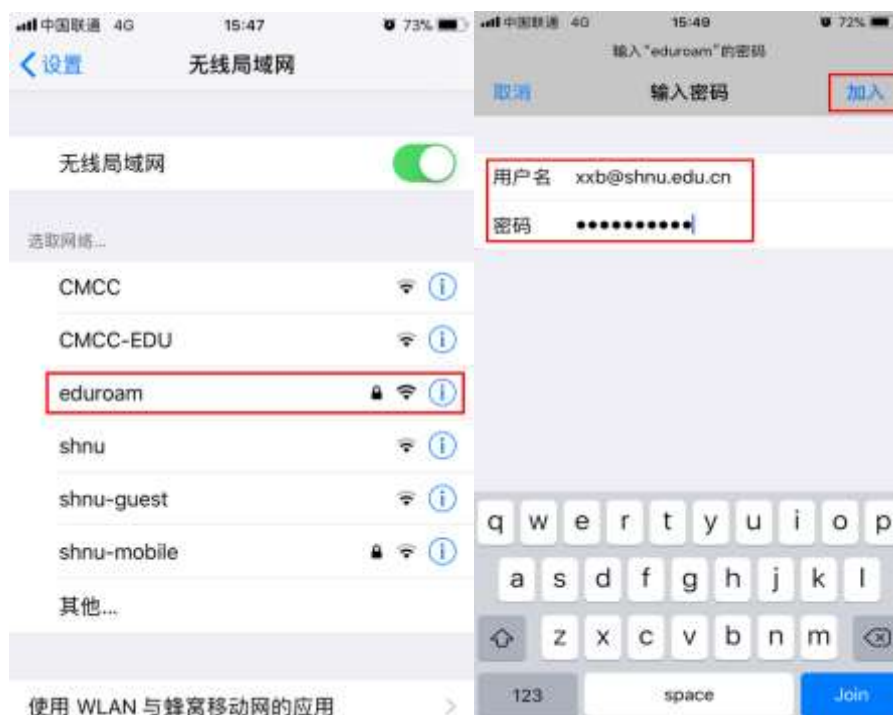 中国联通 4G 15:47 73%
设置 无线局域网
无线局域网
选取网络...
CMCC
CMCC-EDU
eduroam
shnu
shnu-guest
shnu-mobile
其他...
使用 WLAN 与蜂窝移动网的应用
中国联通 4G 15:49 72%
输入“eduroam”的密码
取消 输入密码 加入
用户名 xxb@shnu.edu.cn
密码 ●●●●●●●●●●
q w e r t y u i o p
a s d f g h j k l
z x c v b n m
123 space Join